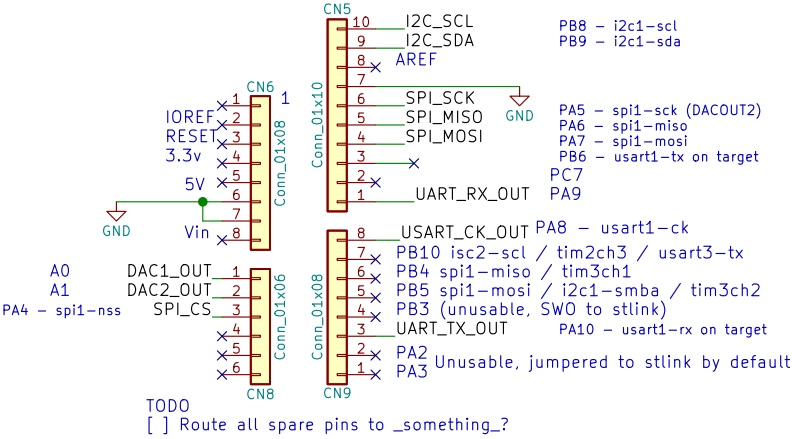 CN5
10 I2C_SCL PB8 - i2c1-scl
9 I2C_SDA PB9 - i2c1-sda
8 AREF
7
GND
6 SPI_SCK PA5 - spi1-sck (DACOUT2)
5 SPI_MISO PA6 - spi1-miso
4 SPI_MOSI PA7 - spi1-mosi
3 PB6 - usart1-tx on target
2 PC7
1 UART_RX_OUT PA9
Conn_01x10
CN6
1 1
IOREF 2
RESET 3
3.3v 4
5V 5
6
GND
7
Vin 8
Conn_01x08
8 USART_CK_OUT PA8 - usart1-ck
7 PB10 isc2-scl / tim2ch3 / usart3-tx
6 PB4 spi1-miso / tim3ch1
5 PB5 spi1-mosi / i2c1-smba / tim3ch2
4 PB3 (unusable, SWO to stlink)
3 UART_TX_OUT PA10 - usart1-rx on target
2 PA2
Unusable, jumpered to stlink by default
1 PA3
Conn_01x08
CN9
A0 DAC1_OUT 1
A1 DAC2_OUT 2
PA4 - spi1-nss SPI_CS 3
4
5
6
Conn_01x06
CN8
TODO
[ ] Route all spare pins to _something_?